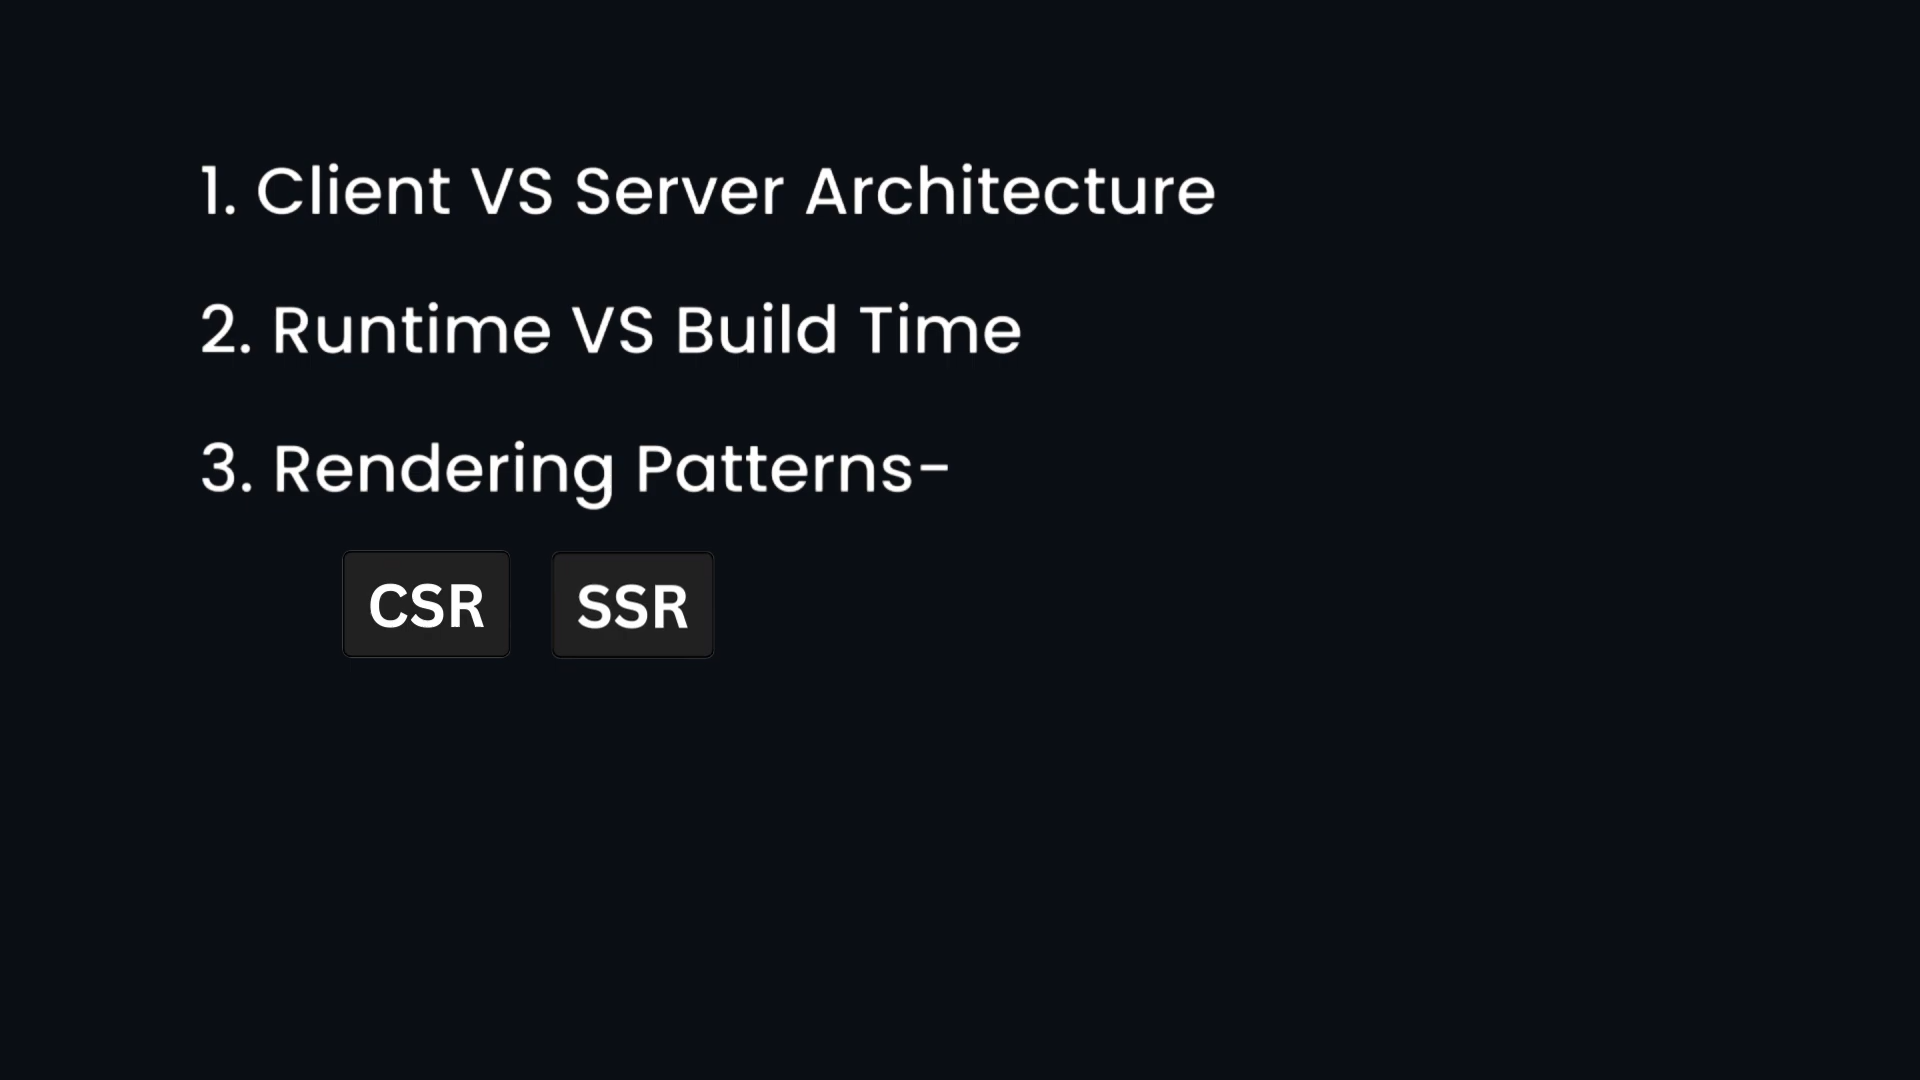 1. Client VS Server Architecture
2. Runtime VS Build Time
3. Rendering Patterns-
CSR SSR